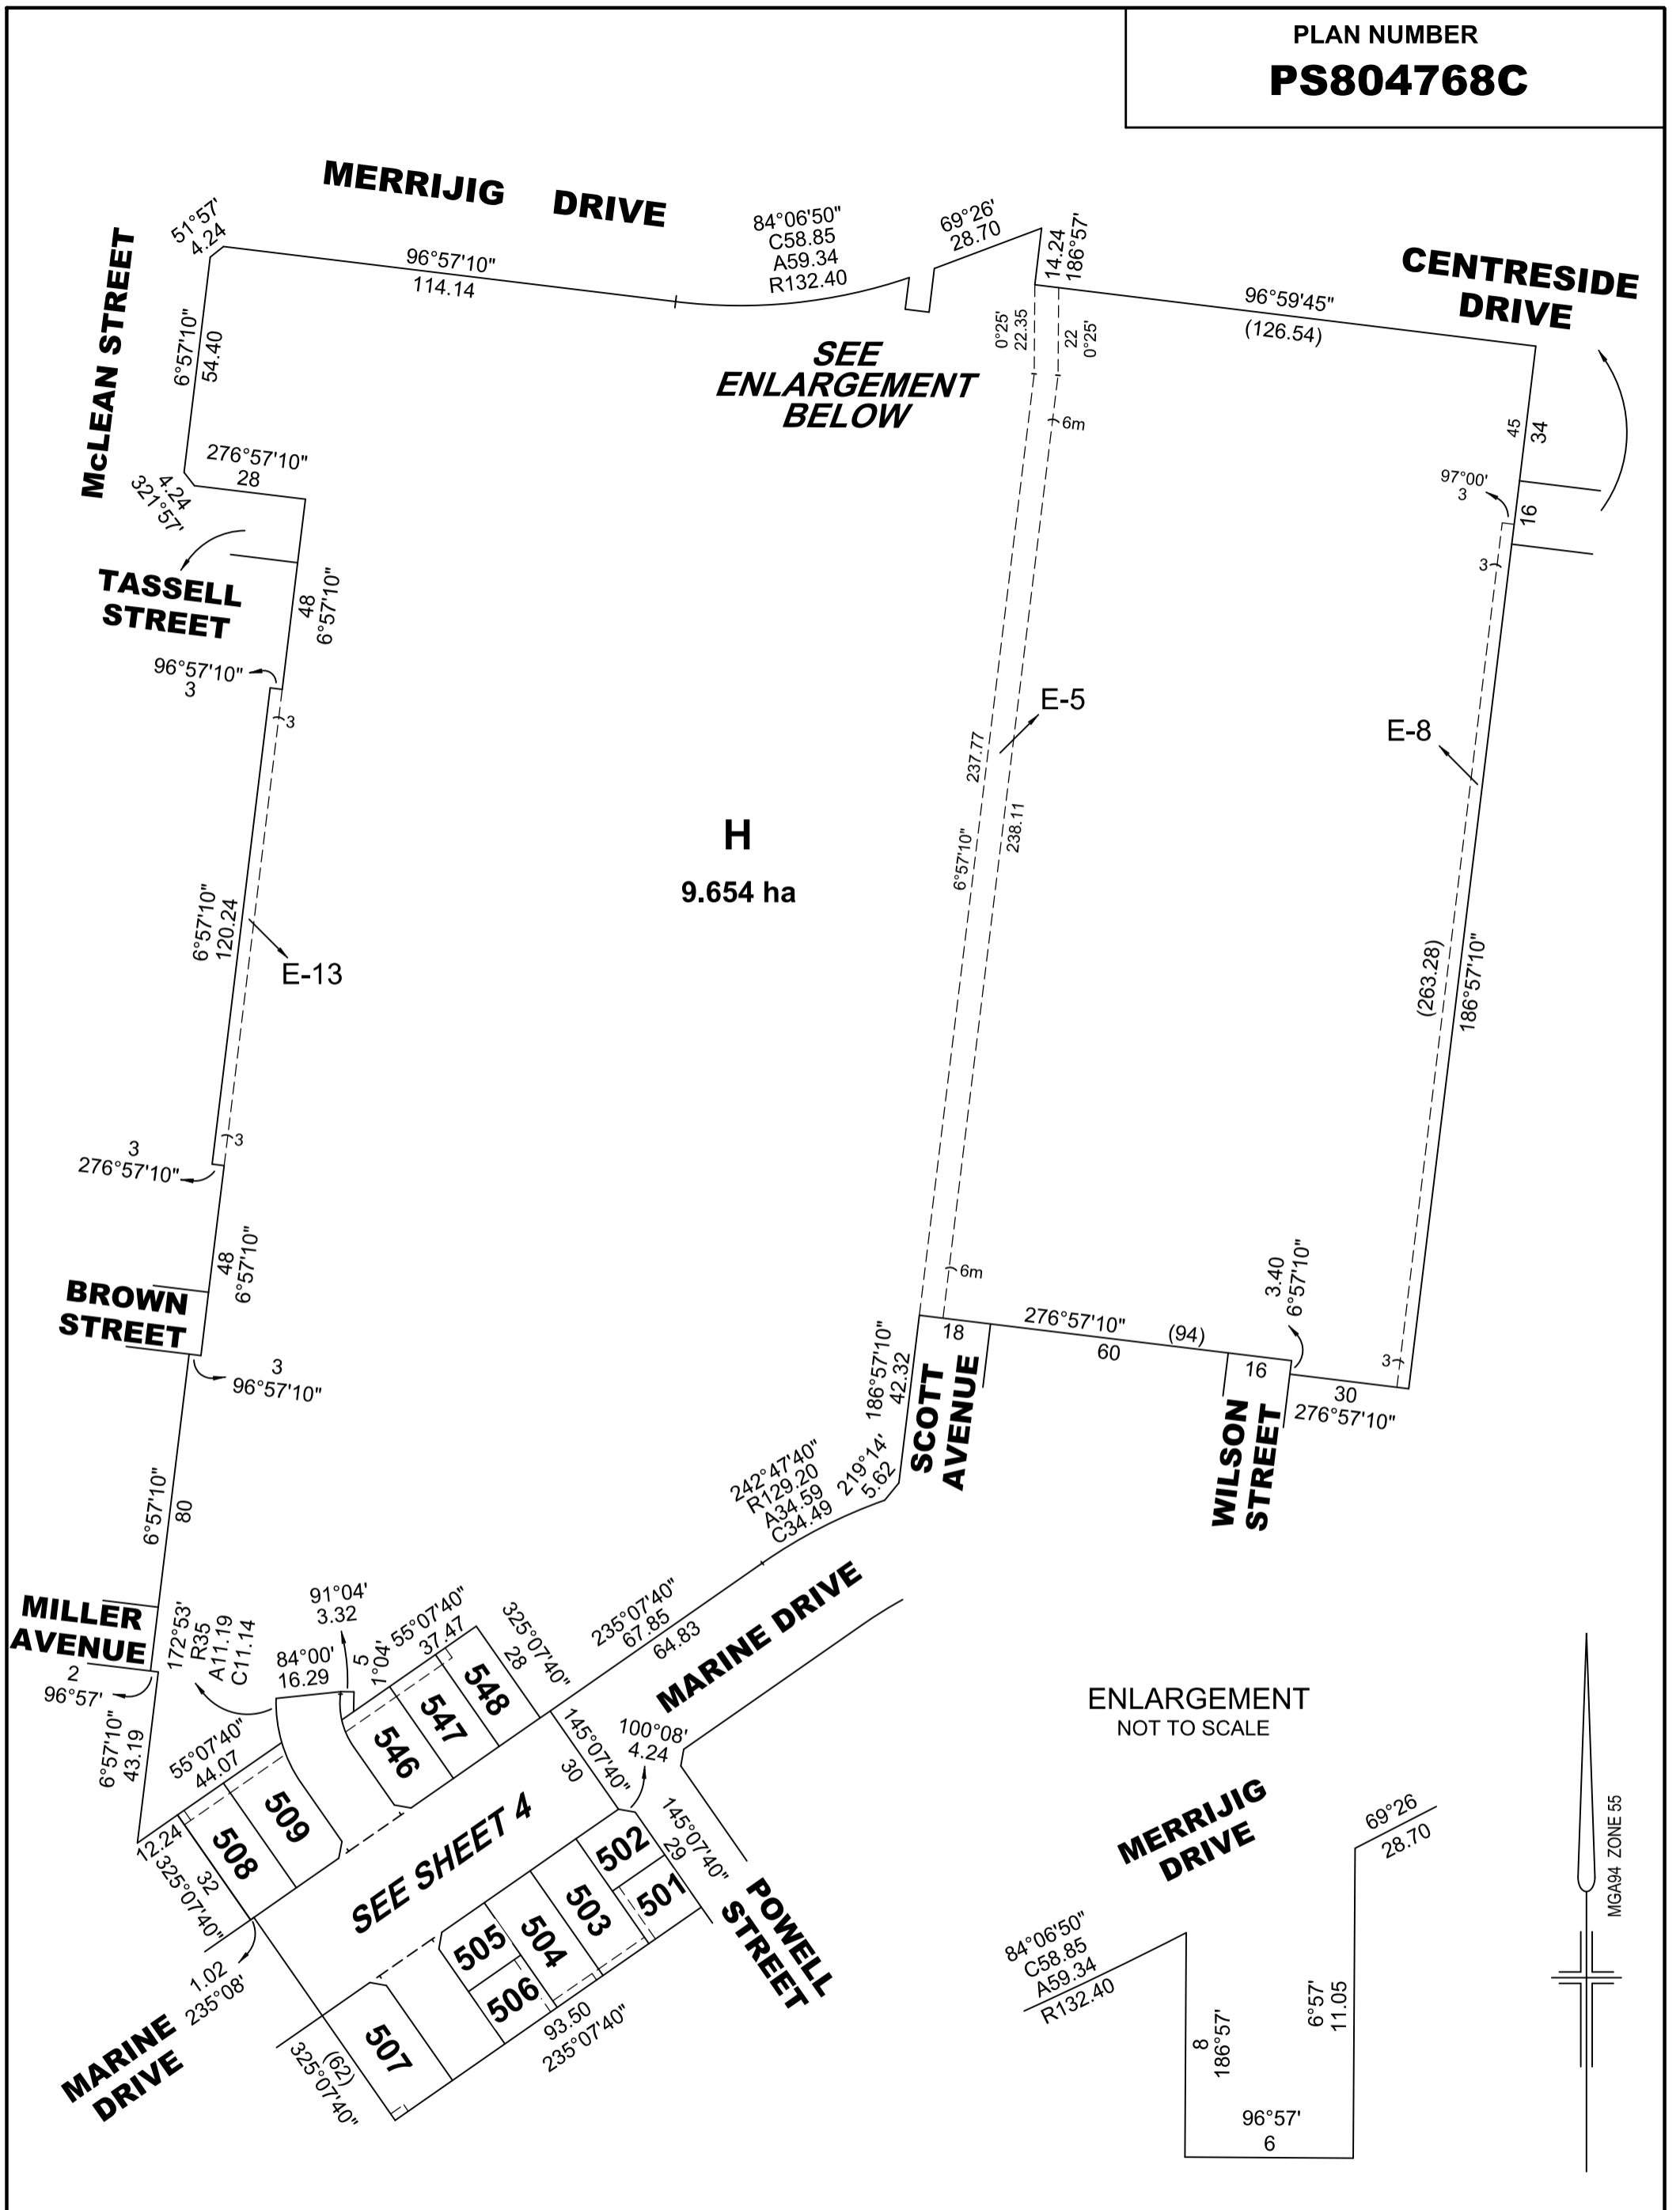 PLAN NUMBER
PS804768C
MERRIJIG DRIVE
51°57'
4.24
McLEAN STREET
96°57'10"
114.14
84°06'50"
C58.85
A59.34
R132.40
69°26'
28.70
14.24
186°57'
CENTRESIDE
DRIVE
96°59'45"
(126.54)
0°25'
22.35
22
0°25'
SEE
ENLARGEMENT
BELOW
6m
6°57'10"
54.40
276°57'10"
28
4.24
321°57'
45
34
97°00'
3
16
3
TASSELL
STREET
48
6°57'10"
96°57'10"
3
3
E-5
E-8
237.77
6°57'10"
238.11
H
9.654 ha
6°57'10"
120.24
E-13
(263.28)
186°57'10"
3
3
276°57'10"
48
6°57'10"
BROWN
STREET
3
96°57'10"
6m
3.40
6°57'10"
276°57'10"
(94)
18
60
16
3
30
276°57'10"
186°57'10"
42.32
SCOTT
AVENUE
WILSON
STREET
242°47'40"
R129.20
A34.59
C34.49
219°14'
5.62
6°57'10"
80
MILLER
AVENUE
2
96°57'
172°53'
R35
A11.19
C11.14
91°04'
3.32
84°00'
16.29
5
1°04'
55°07'40"
37.47
325°07'40"
28
235°07'40"
67.85
64.83
MARINE DRIVE
6°57'10"
43.19
55°07'40"
44.07
548
547
546
145°07'40"
30
100°08'
4.24
12.24
325°07'40"
32
508
509
SEE SHEET 4
145°07'40"
29
502
501
503
504
505
506
507
POWELL
STREET
1.02
235°08'
MARINE
DRIVE
(62)
325°07'40"
93.50
235°07'40"
ENLARGEMENT
NOT TO SCALE
MERRIJIG
DRIVE
69°26
28.70
84°06'50"
C58.85
A59.34
R132.40
8
186°57'
6°57'
11.05
96°57'
6
MGA94 ZONE 55